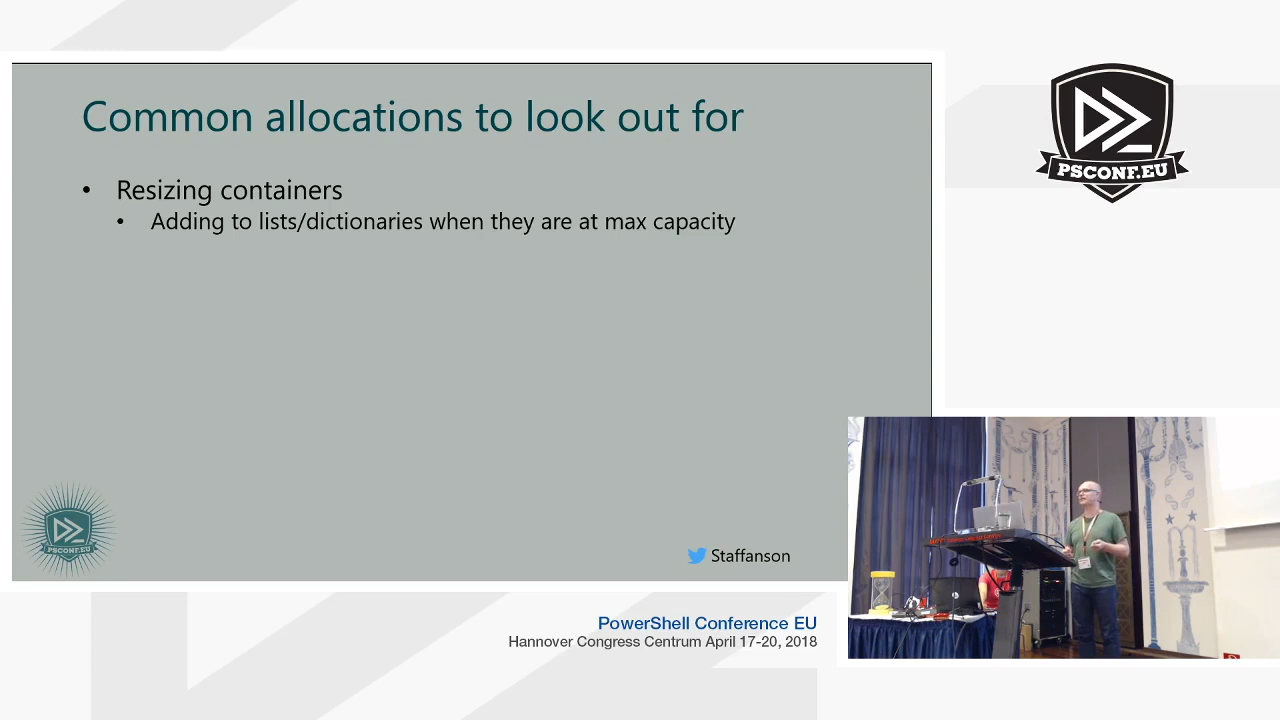 Common allocations to look out for
• Resizing containers
• Adding to lists/dictionaries when they are at max capacity
PSCONF.EU
PSCONF.EU
Staffanson
PowerShell Conference EU
Hannover Congress Centrum April 17-20, 2018